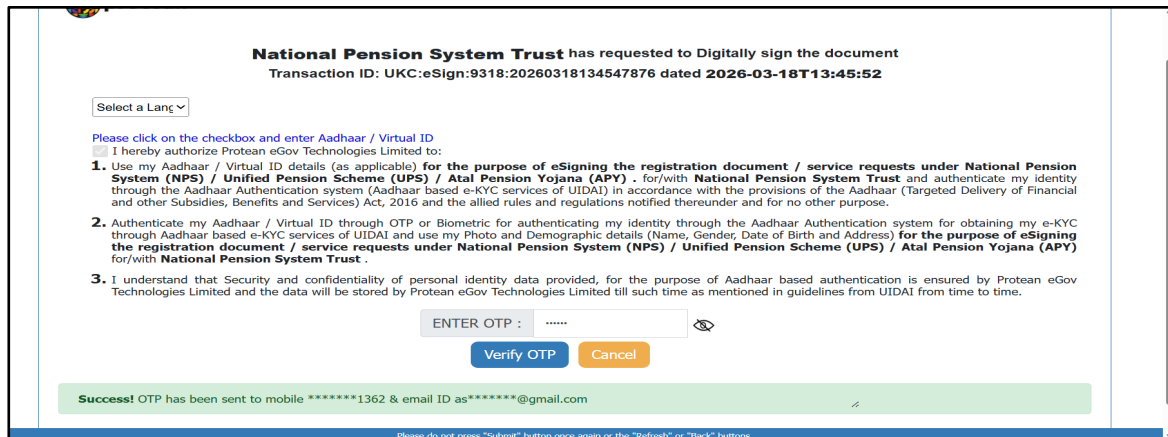 National Pension System Trust has requested to Digitally sign the document
Transaction ID: UKC:eSign:9318:20260318134547876 dated 2026-03-18T13:45:52
Select a Lang
Please click on the checkbox and enter Aadhaar / Virtual ID
I hereby authorize Protean eGov Technologies Limited to:
1. Use my Aadhaar / Virtual ID details (as applicable) for the purpose of eSigning the registration document / service requests under National Pension
System (NPS) / Unified Pension Scheme (UPS) / Atal Pension Yojana (APY) . for/with National Pension System Trust and authenticate my identity
through the Aadhaar Authentication system (Aadhaar based e-KYC services of UIDAI) in accordance with the provisions of the Aadhaar (Targeted Delivery of Financial
and other Subsidies, Benefits and Services) Act, 2016 and the allied rules and regulations notified thereunder and for no other purpose.
2. Authenticate my Aadhaar / Virtual ID through OTP or Biometric for authenticating my identity through the Aadhaar Authentication system for obtaining my e-KYC
through Aadhaar based e-KYC services of UIDAI and use my Photo and Demographic details (Name, Gender, Date of Birth and Address) for the purpose of eSigning
the registration document / service requests under National Pension System (NPS) / Unified Pension Scheme (UPS) / Atal Pension Yojana (APY)
for/with National Pension System Trust .
3. I understand that Security and confidentiality of personal identity data provided, for the purpose of Aadhaar based authentication is ensured by Protean eGov
Technologies Limited and the data will be stored by Protean eGov Technologies Limited till such time as mentioned in guidelines from UIDAI from time to time.
ENTER OTP : ······
Verify OTP Cancel
Success! OTP has been sent to mobile *******1362 & email ID as*******@gmail.com
Please do not press "Submit" button once again or the "Refresh" or "Back" buttons